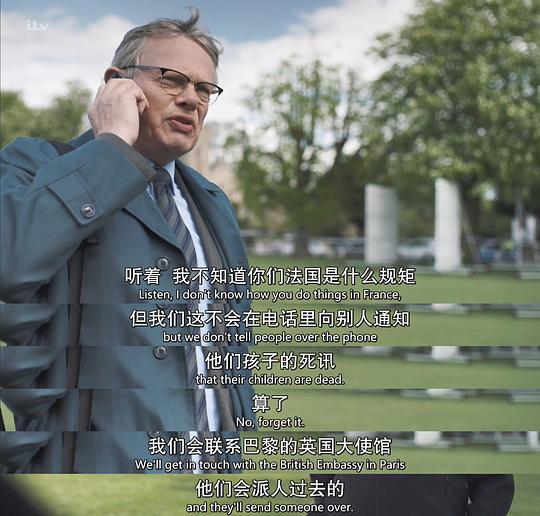 itv
听着 我不知道你们法国是什么规矩
Listen, I don't know how you do things in France,
但我们这不会在电话里向别人通知
but we don't tell people over the phone
他们孩子的死讯
that their children are dead.
算了
No, forget it.
我们会联系巴黎的英国大使馆
We'll get in touch with the British Embassy in Paris
他们会派人过去的
and they'll send someone over.